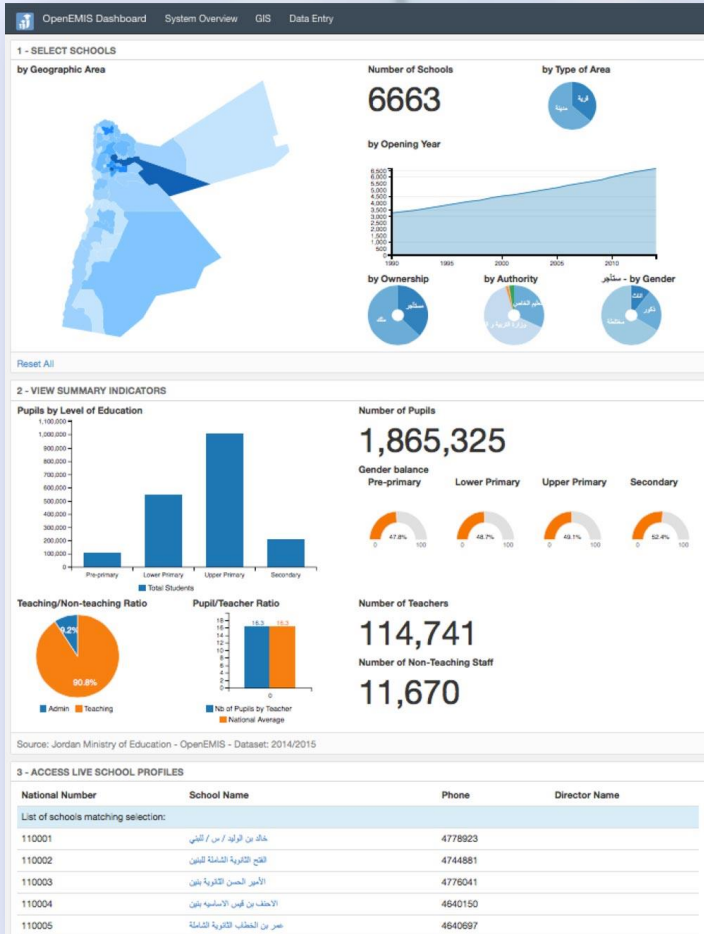 OpenEMIS Dashboard System Overview GIS Data Entry
1 - SELECT SCHOOLS
by Geographic Area
Number of Schools
6663
by Type of Area
قرية
مدينة
by Opening Year
6,500
6,000
5,500
5,000
4,500
4,000
3,500
3,000
2,500
2,000
1,500
1,000
500
0
1990 1995 2000 2005 2010
by Ownership
مستأجر
ملك
by Authority
by Gender - مستأجر
اناث
ذكور
مختلطة
Reset All
2 - VIEW SUMMARY INDICATORS
Pupils by Level of Education
1,100,000
1,000,000
900,000
800,000
700,000
600,000
500,000
400,000
300,000
200,000
100,000
0
Pre-primary Lower Primary Upper Primary Secondary
Total Students
Number of Pupils
1,865,325
Gender balance
Pre-primary Lower Primary Upper Primary Secondary
47.8% 48.7% 49.1% 52.4%
0 100 0 100 0 100 0 100
Teaching/Non-teaching Ratio
9.2%
90.8%
Admin Teaching
Pupil/Teacher Ratio
18
16
14
12
10
8
6
4
2
0
16.3 16.3
0
Nb of Pupils by Teacher
National Average
Number of Teachers
114,741
Number of Non-Teaching Staff
11,670
Source: Jordan Ministry of Education - OpenEMIS - Dataset: 2014/2015
3 - ACCESS LIVE SCHOOL PROFILES
National Number School Name Phone Director Name
List of schools matching selection:
110001 خالد بن الوليد / س / للبنين 4778923
110002 الفتح الثانوية الشاملة للبنين 4744881
110003 الأمير الحسن الثانوية بنين 4776041
110004 الاحنف بن قيس الاساسيه بنين 4640150
110005 عمر بن الخطاب الثانوية الشاملة 4640697